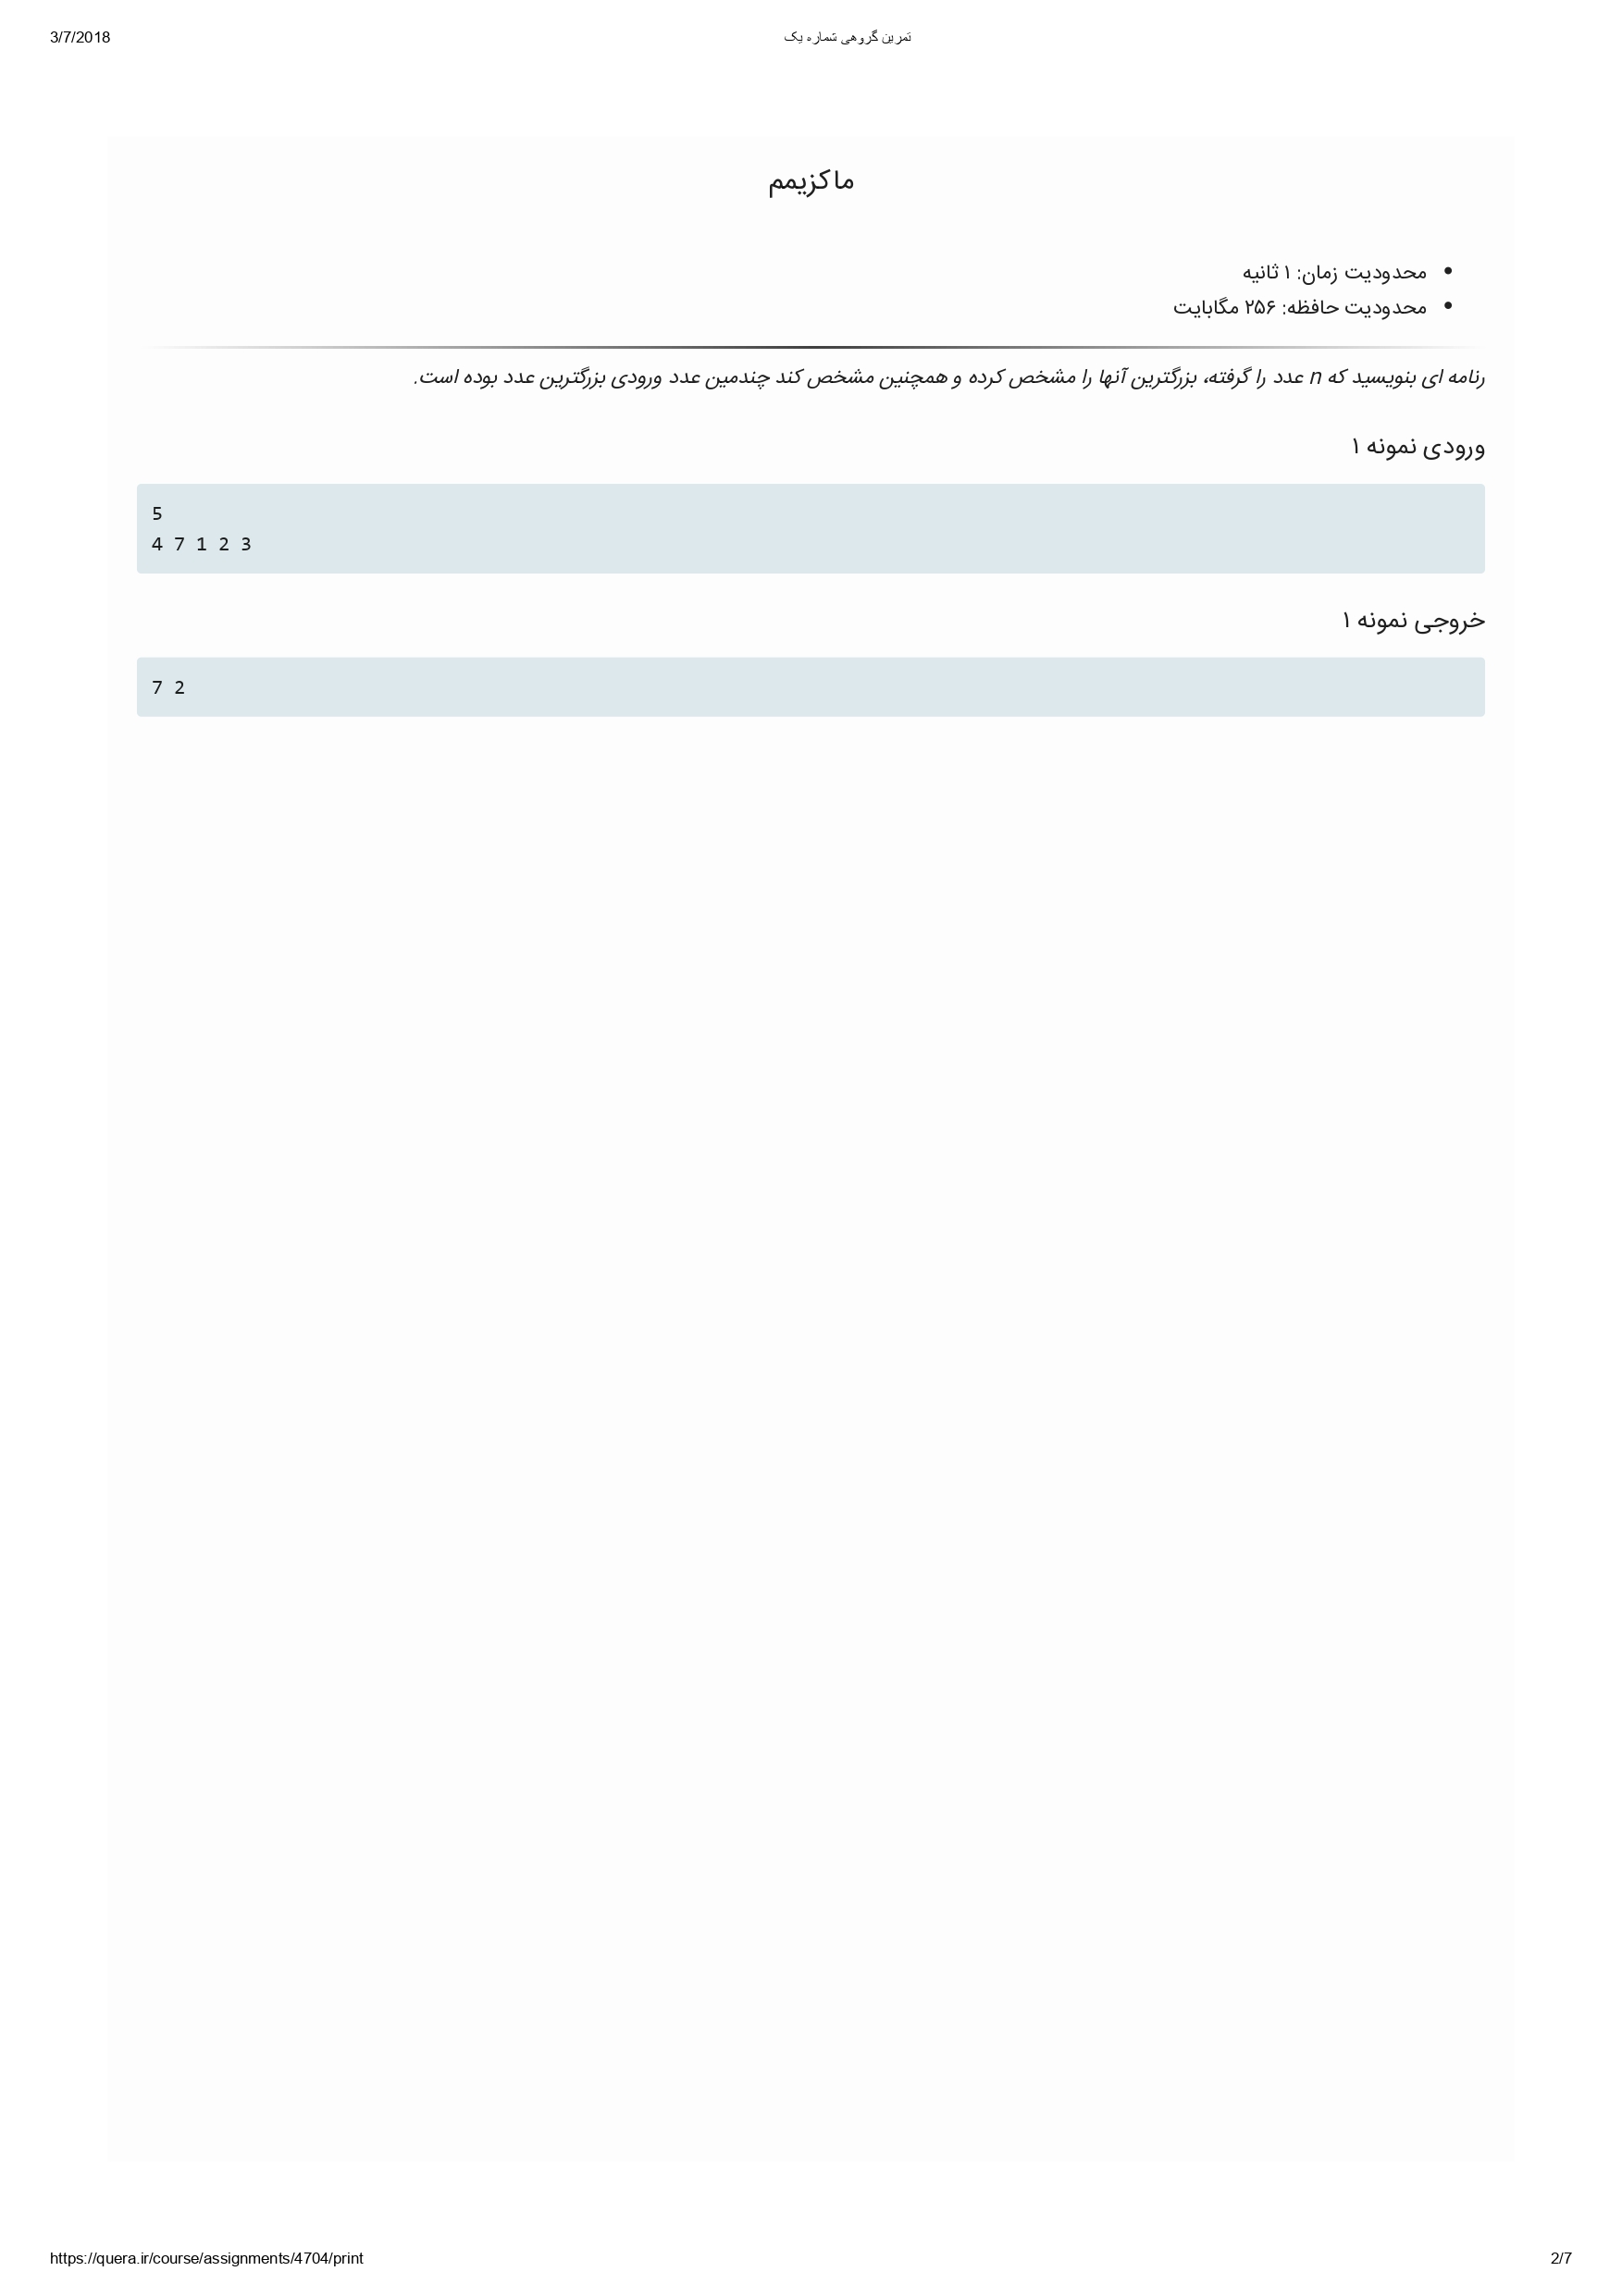 3/7/2018 تمرین گروهی شماره یک
ماکزیمم
• محدودیت زمان: ۱ ثانیه
• محدودیت حافظه: ۲۵۶ مگابایت
رنامه ای بنویسید که n عدد را گرفته، بزرگترین آنها را مشخص کرده و همچنین مشخص کند چندمین عدد ورودی بزرگترین عدد بوده است.
ورودی نمونه ۱
5
4 7 1 2 3
خروجی نمونه ۱
7 2
https://quera.ir/course/assignments/4704/print 2/7